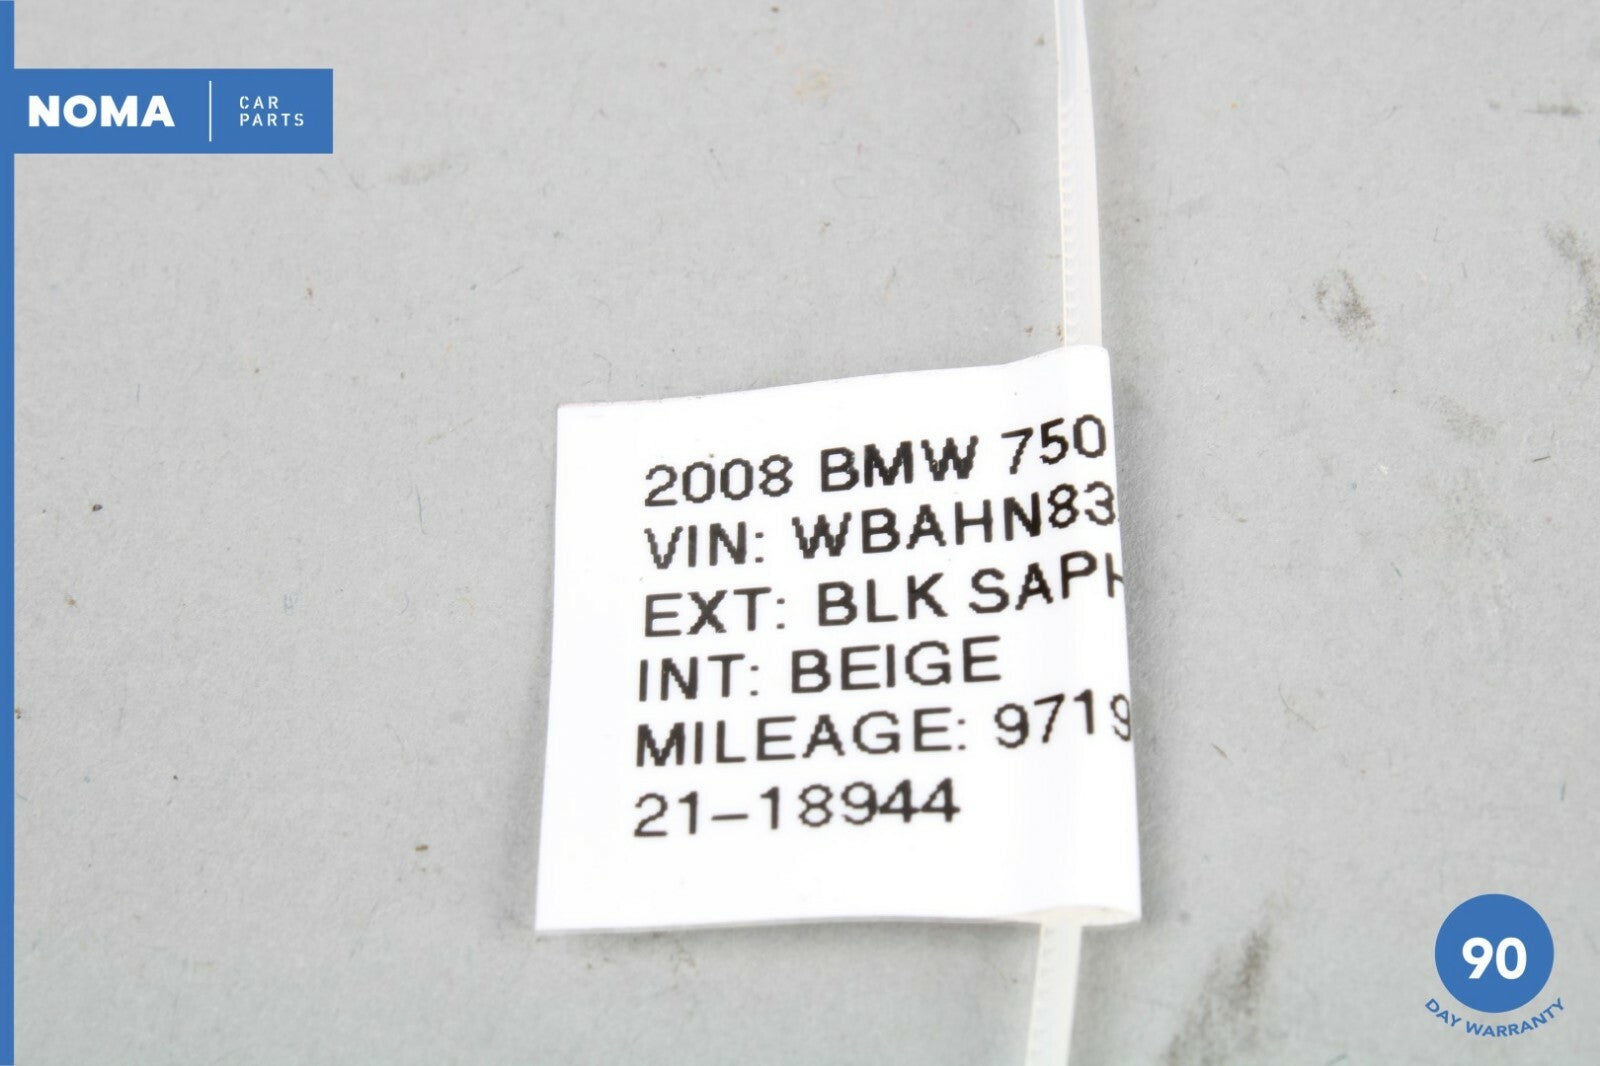 NOMA
CAR
PARTS
2008 BMW 750
VIN: WBAHN83
EXT: BLK SAPH
INT: BEIGE
MILEAGE: 9719
21-18944
90
DAY WARRANTY